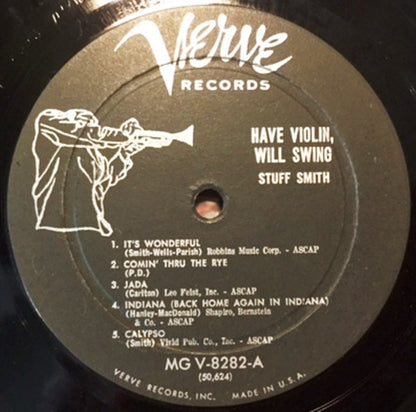 Verve
RECORDS
HAVE VIOLIN,
WILL SWING
STUFF SMITH
1. IT'S WONDERFUL
(Smith-Wells-Parish) Robbins Music Corp. - ASCAP
2. COMIN' THRU THE RYE
(P.D.)
3. JADA
(Carlton) Leo Feist, Inc. - ASCAP
4. INDIANA (BACK HOME AGAIN IN INDIANA)
(Hanley-MacDonald) Shapiro, Bernstein
& Co. - ASCAP
5. CALYPSO
(Smith) Vivid Pub. Co., Inc. - ASCAP
MG V-8282-A
(50,624)
VERVE RECORDS, INC. MADE IN U.S.A.